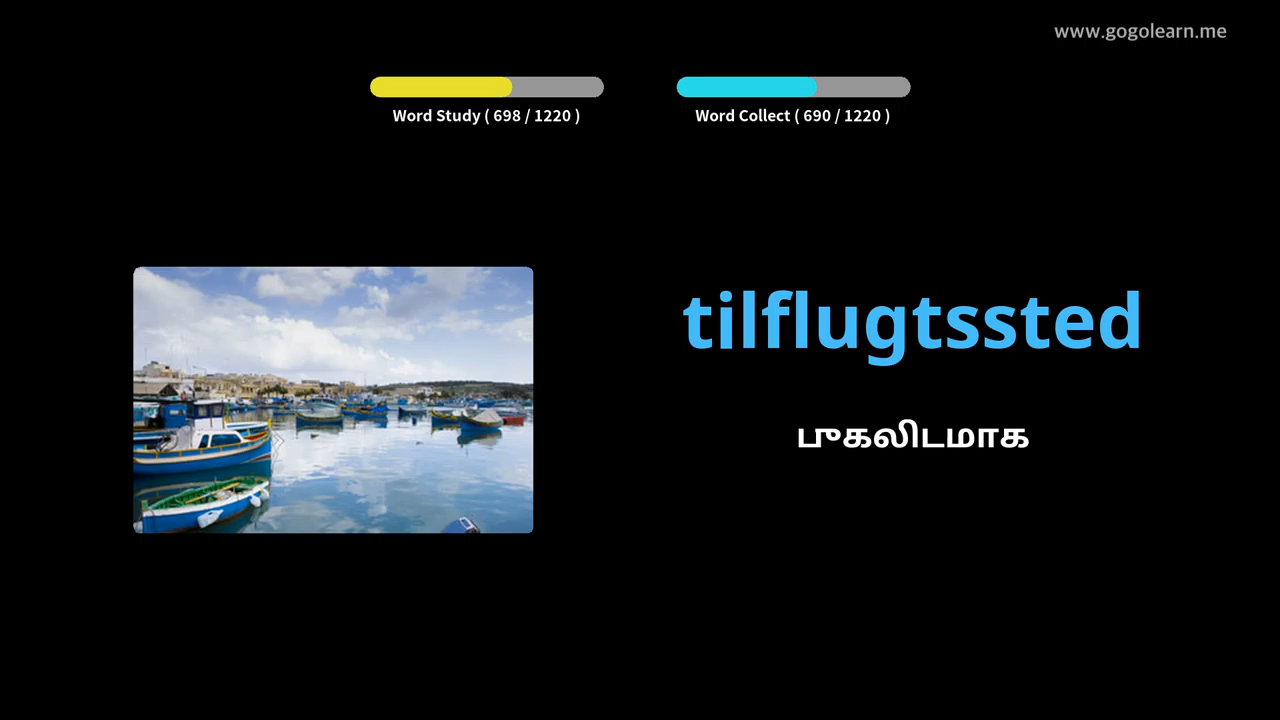 www.gogolearn.me
Word Study ( 698 / 1220 )
Word Collect ( 690 / 1220 )
tilflugtssted
புகலிடமாக